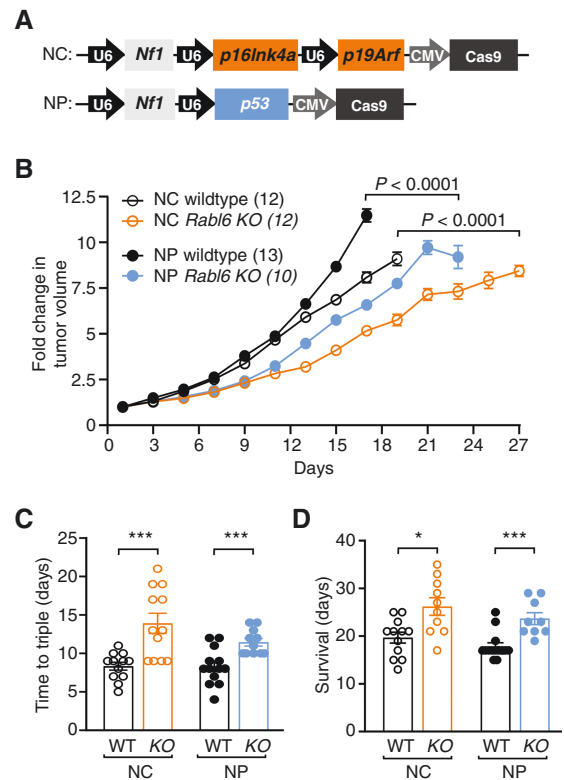 A
NC: U6 Nf1 U6 p16Ink4a U6 p19Arf CMV Cas9
NP: U6 Nf1 U6 p53 CMV Cas9
B
Fold change in
tumor volume
12.5
10.0
7.5
5.0
2.5
0
NC wildtype (12)
NC Rabl6 KO (12)
NP wildtype (13)
NP Rabl6 KO (10)
P < 0.0001
P < 0.0001
0 3 6 9 12 15 18 21 24 27
Days
C
Time to triple (days)
25
20
15
10
5
0
*** ***
WT KO WT KO
NC NP
D
Survival (days)
40
30
20
10
0
* ***
WT KO WT KO
NC NP